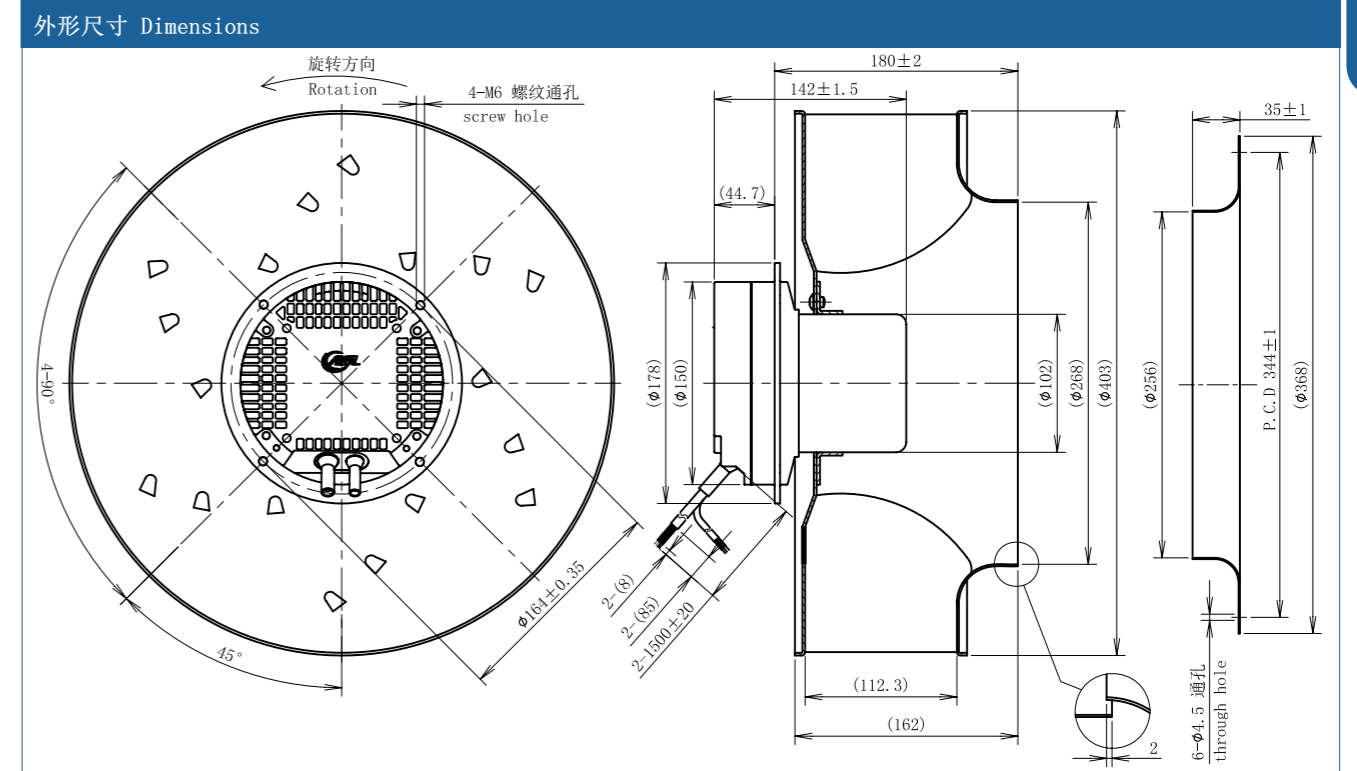 外形尺寸 Dimensions
旋转方向
Rotation
4-M6 螺纹通孔
screw hole
4-90°
45°
ϕ164±0.35
180±2
142±1.5
(44.7)
(ϕ178)
(ϕ150)
(ϕ102)
(ϕ268)
(ϕ403)
2-(8)
2-(85)
2-1500±20
(112.3)
(162)
2
35±1
(ϕ256)
P.C.D 344±1
(ϕ368)
6-ϕ4.5 通孔
through hole